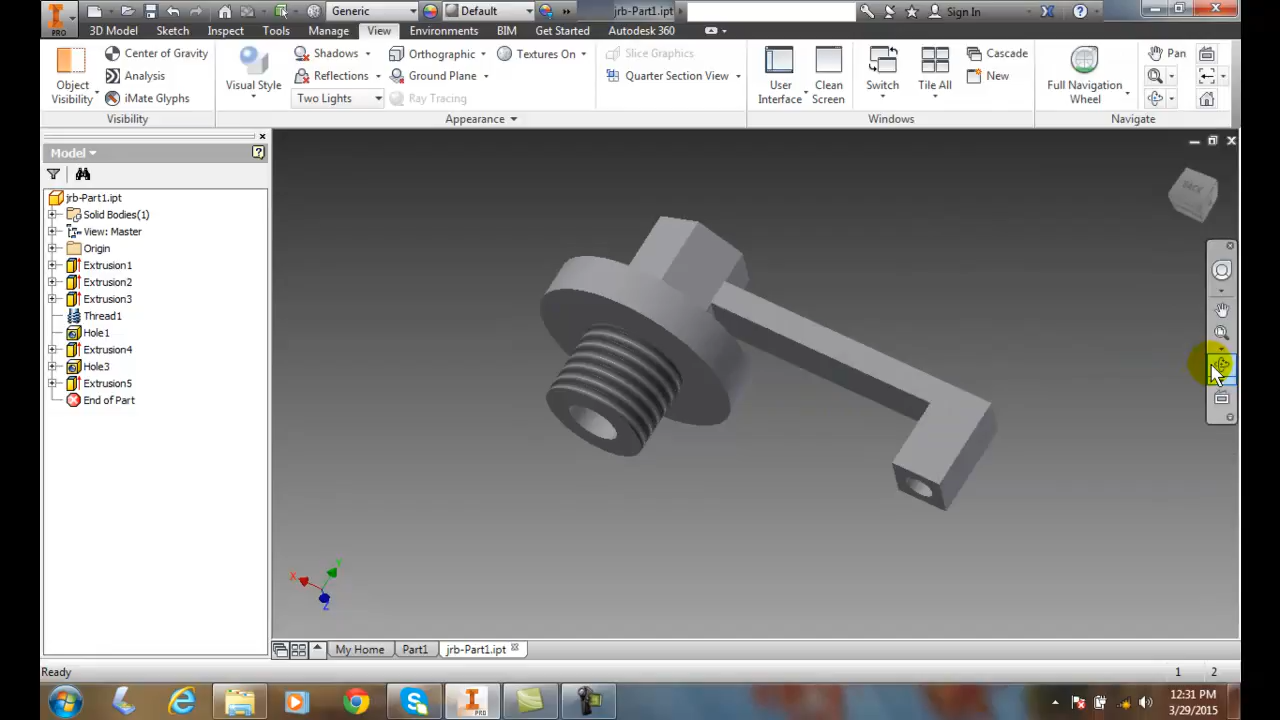 Generic
Default
jrb-Part1.ipt
Sign In
PRO
3D Model
Sketch
Inspect
Tools
Manage
View
Environments
BIM
Get Started
Autodesk 360
Object
Visibility
Center of Gravity
Analysis
iMate Glyphs
Visibility
Visual Style
Shadows
Reflections
Two Lights
Orthographic
Ground Plane
Ray Tracing
Textures On
Slice Graphics
Quarter Section View
Appearance
User
Interface
Clean
Screen
Switch
Tile All
Cascade
New
Windows
Full Navigation
Wheel
Pan
Navigate
Model
jrb-Part1.ipt
Solid Bodies(1)
View: Master
Origin
Extrusion1
Extrusion2
Extrusion3
Thread1
Hole1
Extrusion4
Hole3
Extrusion5
End of Part
BACK
X
Y
Z
My Home
Part1
jrb-Part1.ipt
Ready
1
2
PRO
12:31 PM
3/29/2015